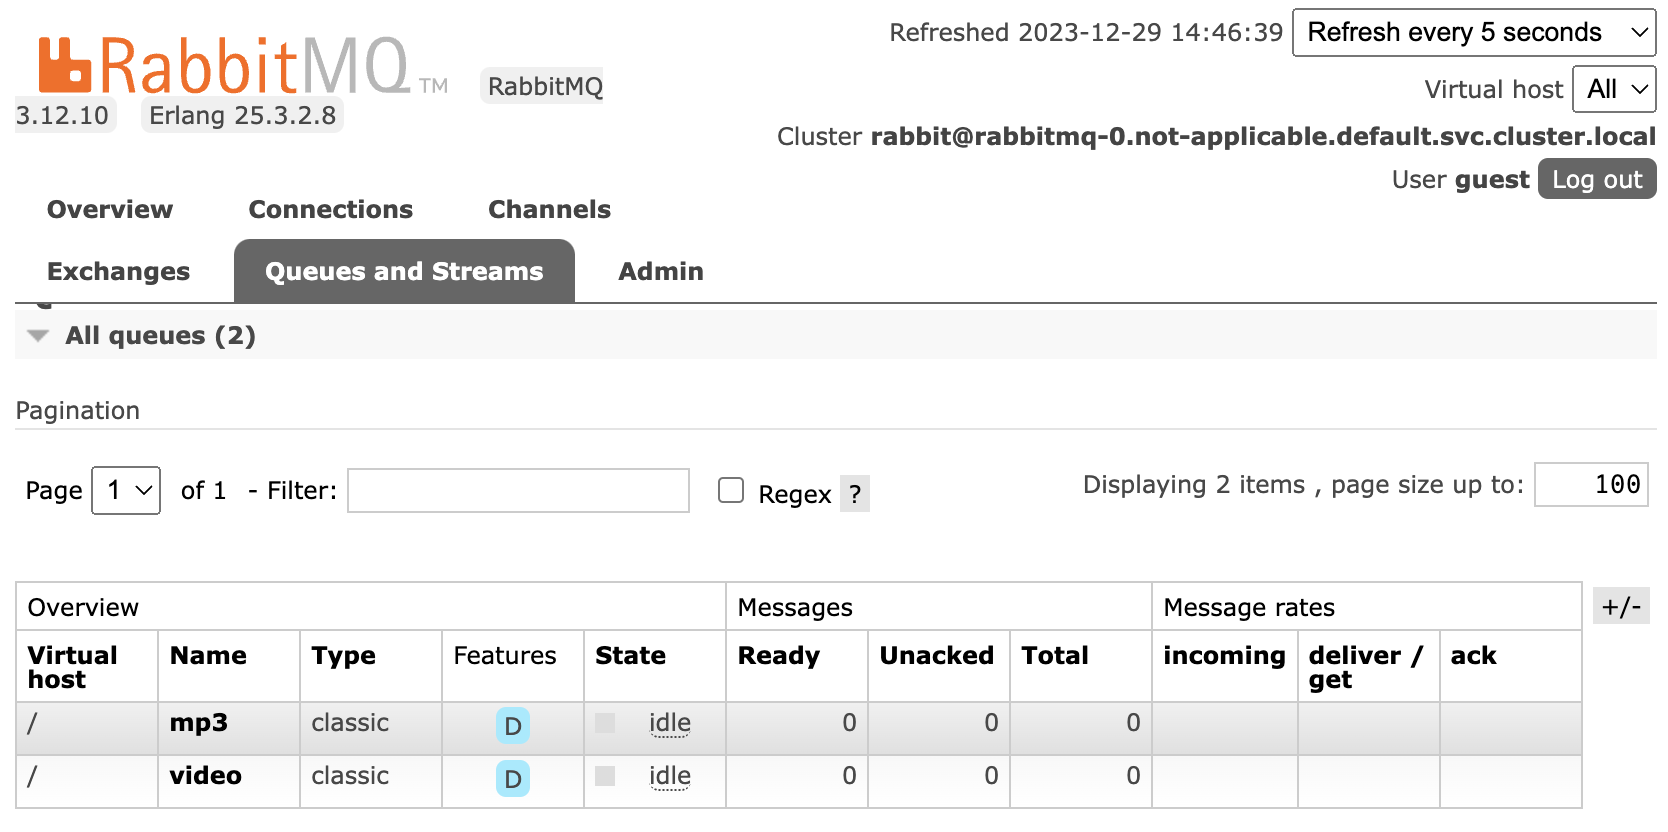 RabbitMQ TM RabbitMQ
3.12.10 Erlang 25.3.2.8
Refreshed 2023-12-29 14:46:39 Refresh every 5 seconds
Virtual host All
Cluster rabbit@rabbitmq-0.not-applicable.default.svc.cluster.local
User guest Log out
Overview Connections Channels
Exchanges Queues and Streams Admin
All queues (2)
Pagination
Page 1 of 1 - Filter: Regex ? Displaying 2 items , page size up to: 100
Overview Messages Message rates +/-
Virtual host Name Type Features State Ready Unacked Total incoming deliver / get ack
/ mp3 classic D idle 0 0 0
/ video classic D idle 0 0 0